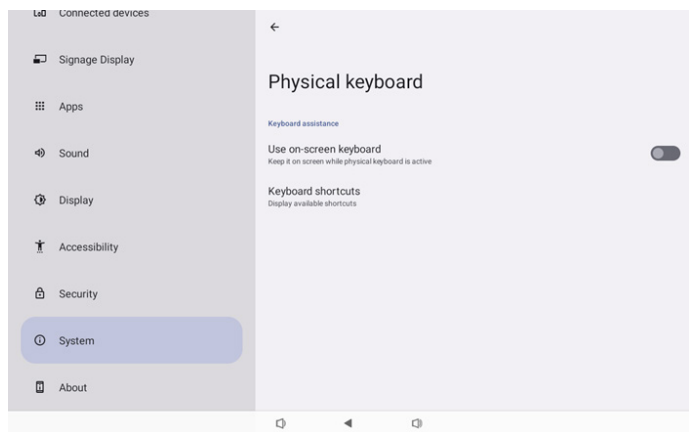 Connected devices
Signage Display
Apps
Sound
Display
Accessibility
Security
System
About
Physical keyboard
Keyboard assistance
Use on-screen keyboard
Keep it on screen while physical keyboard is active
Keyboard shortcuts
Display available shortcuts